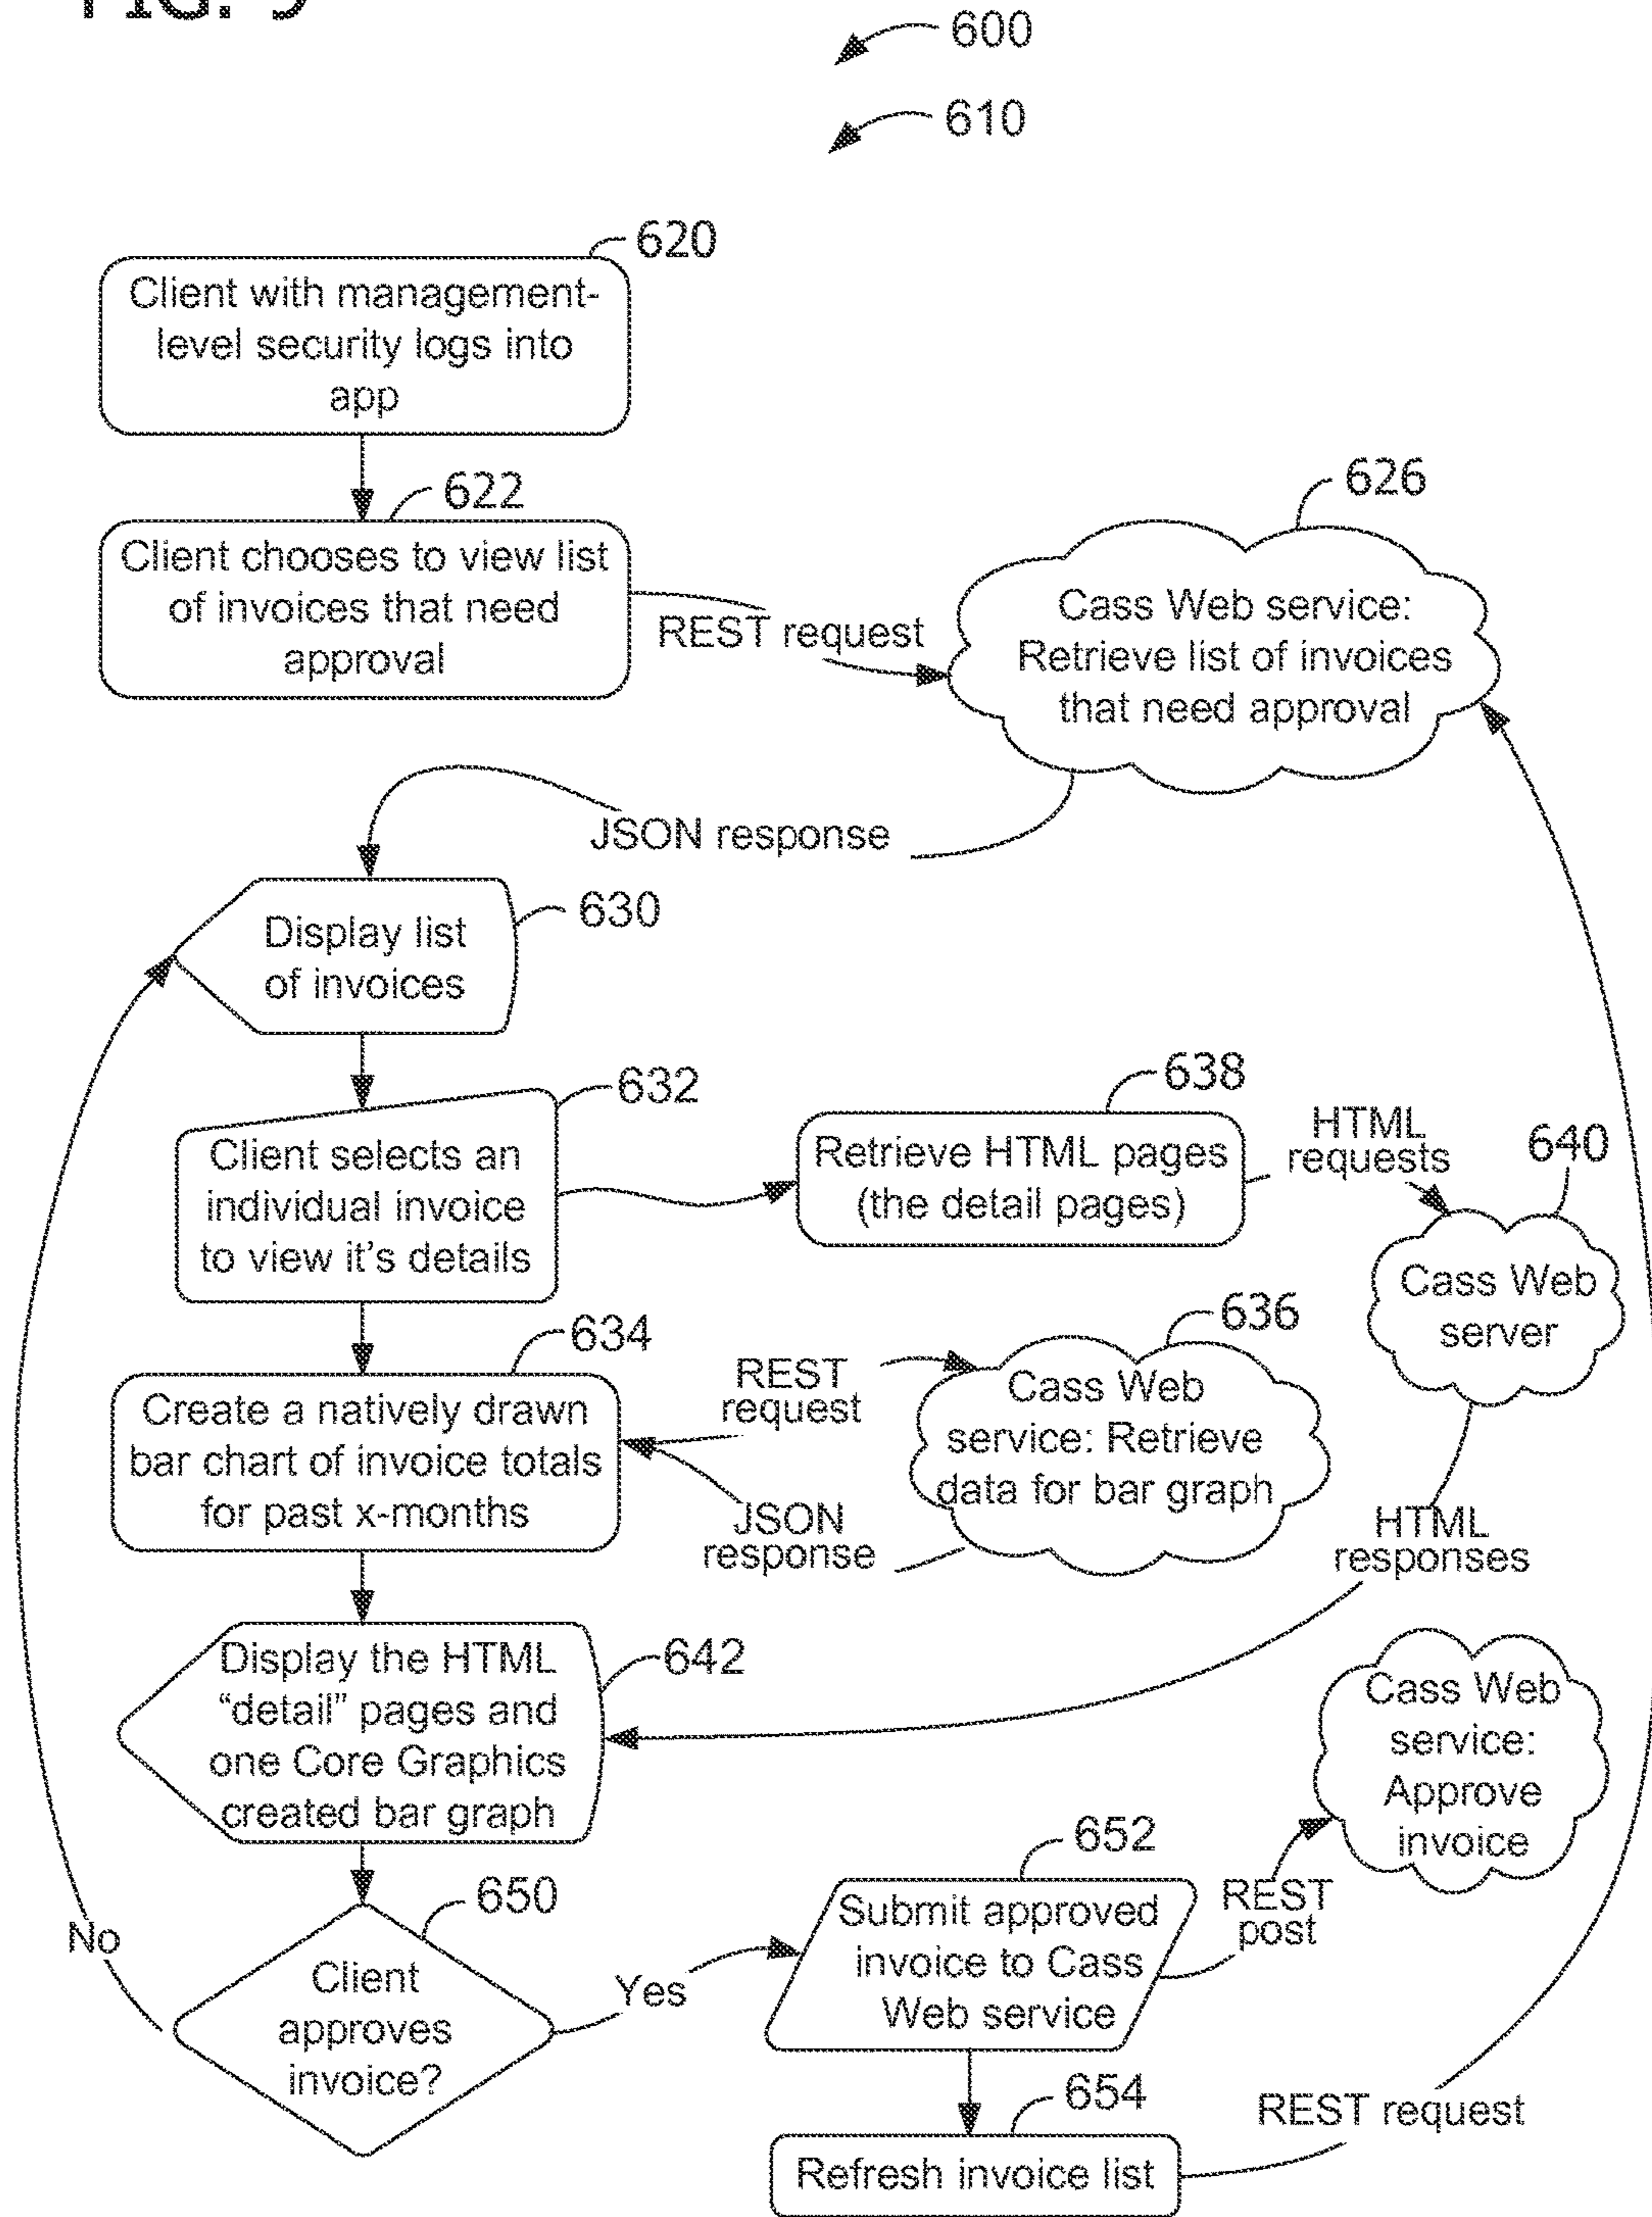 FIG. 9
600
610
620
Client with management-
level security logs into
app
622
Client chooses to view list
of invoices that need
approval
REST request
626
Cass Web service:
Retrieve list of invoices
that need approval
JSON response
630
Display list
of invoices
632
Client selects an
individual invoice
to view it's details
638
Retrieve HTML pages
(the detail pages)
HTML
requests
640
Cass Web
server
634
Create a natively drawn
bar chart of invoice totals
for past x-months
REST
request
636
Cass Web
service: Retrieve
data for bar graph
JSON
response
HTML
responses
642
Display the HTML
“detail” pages and
one Core Graphics
created bar graph
Cass Web
service:
Approve
invoice
650
Client
approves
invoice?
No
Yes
652
Submit approved
invoice to Cass
Web service
REST
post
654
Refresh invoice list
REST request